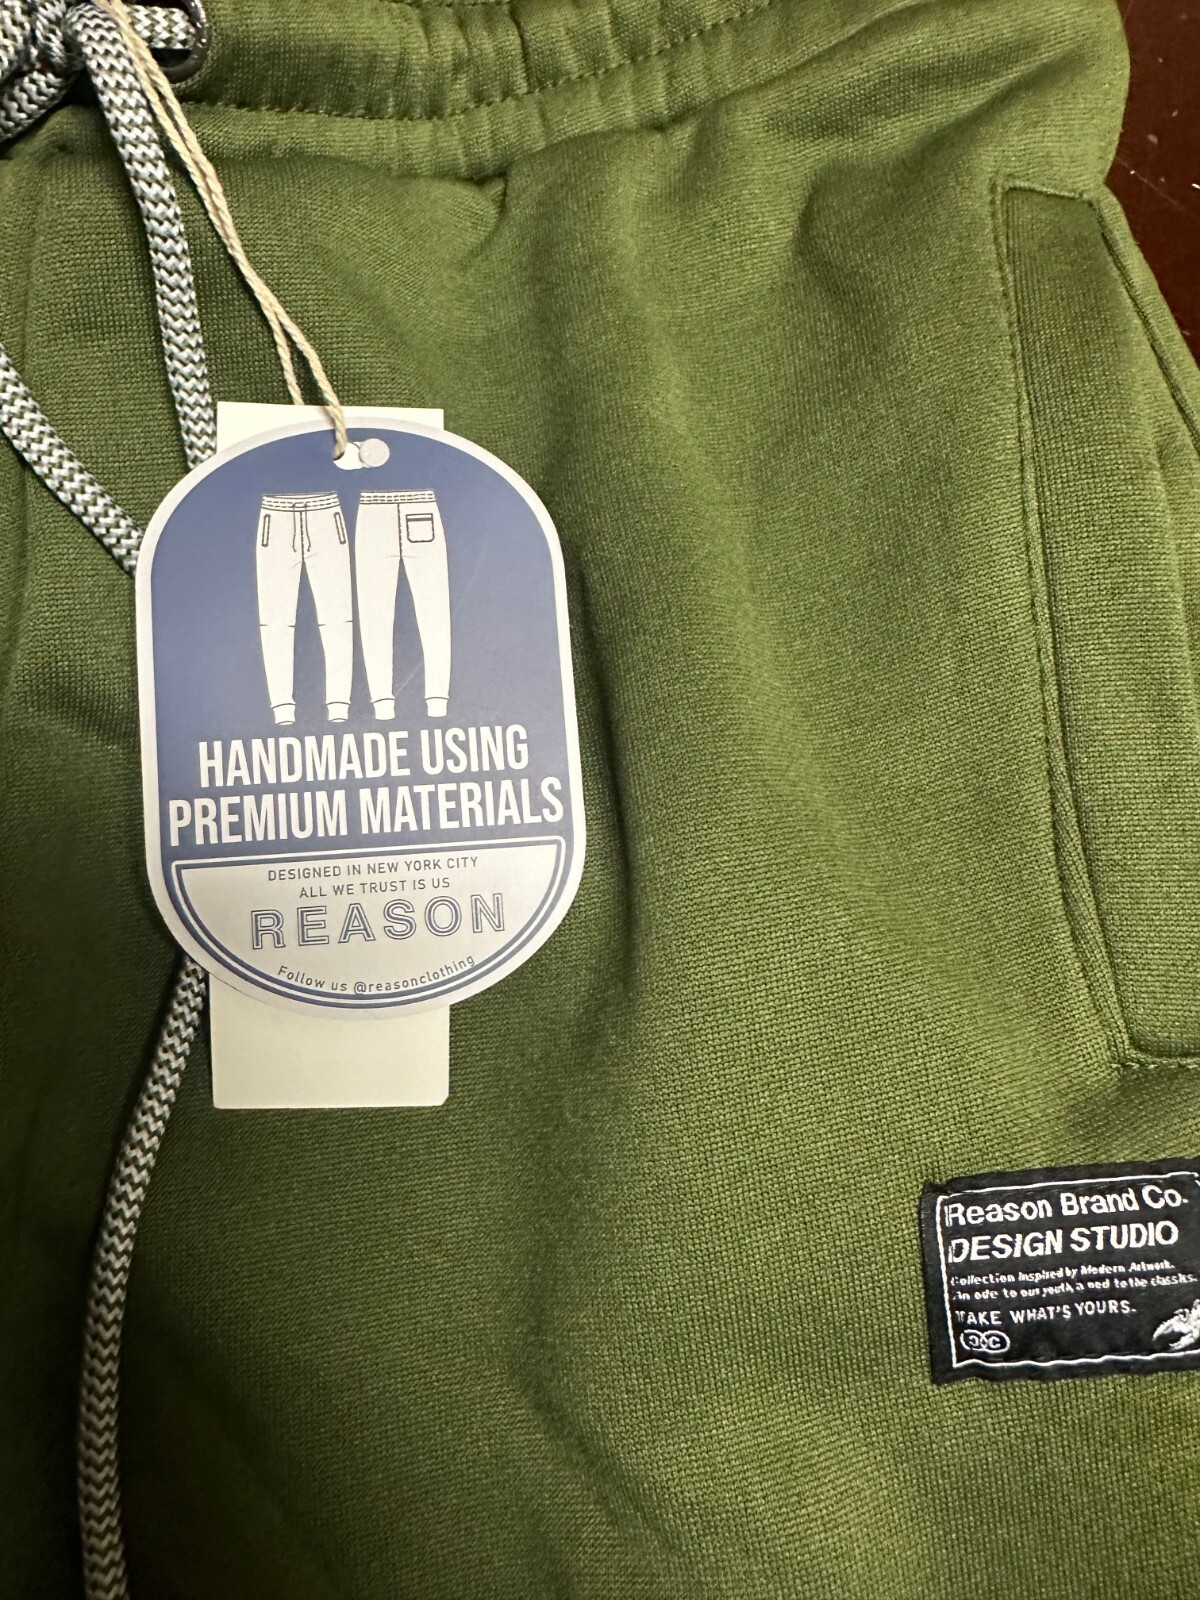 HANDMADE USING
PREMIUM MATERIALS
DESIGNED IN NEW YORK CITY
ALL WE TRUST IS US
REASON
Follow us @reasonclothing
Reason Brand Co.
DESIGN STUDIO
Collection Inspired by Modern Artwork.
An ode to our youth, a nod to the classics.
TAKE WHAT'S YOURS.